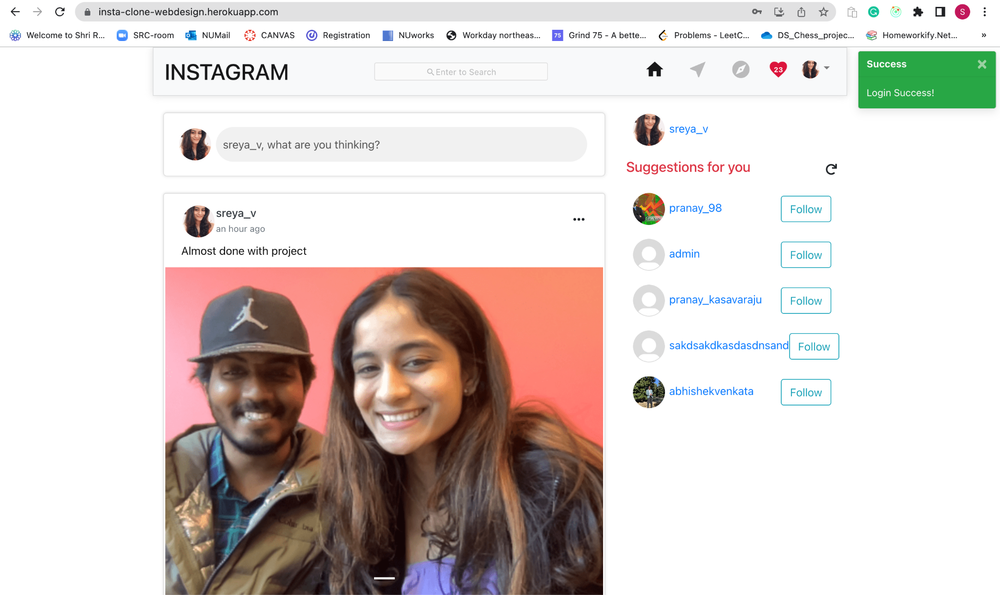 insta-clone-webdesign.herokuapp.com
S
Welcome to Shri R...
SRC-room
NUMail
CANVAS
Registration
NUworks
Workday northeas...
75
Grind 75 - A bette...
Problems - LeetC...
DS_Chess_projec...
Homeworkify.Net...
»
INSTAGRAM
Enter to Search
23
Success
Login Success!
sreya_v, what are you thinking?
sreya_v
an hour ago
Almost done with project
sreya_v
Suggestions for you
pranay_98
Follow
admin
Follow
pranay_kasavaraju
Follow
sakdsakdkasdasdnsand
Follow
abhishekvenkata
Follow